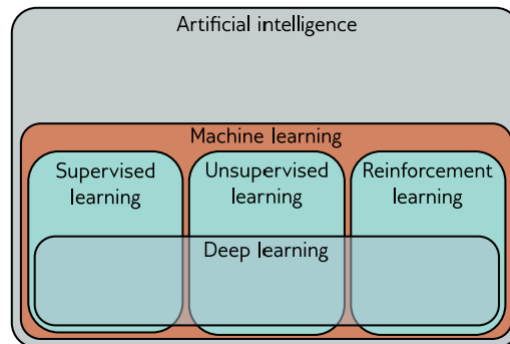 Artificial intelligence
Machine learning
Supervised
learning
Unsupervised
learning
Reinforcement
learning
Deep learning